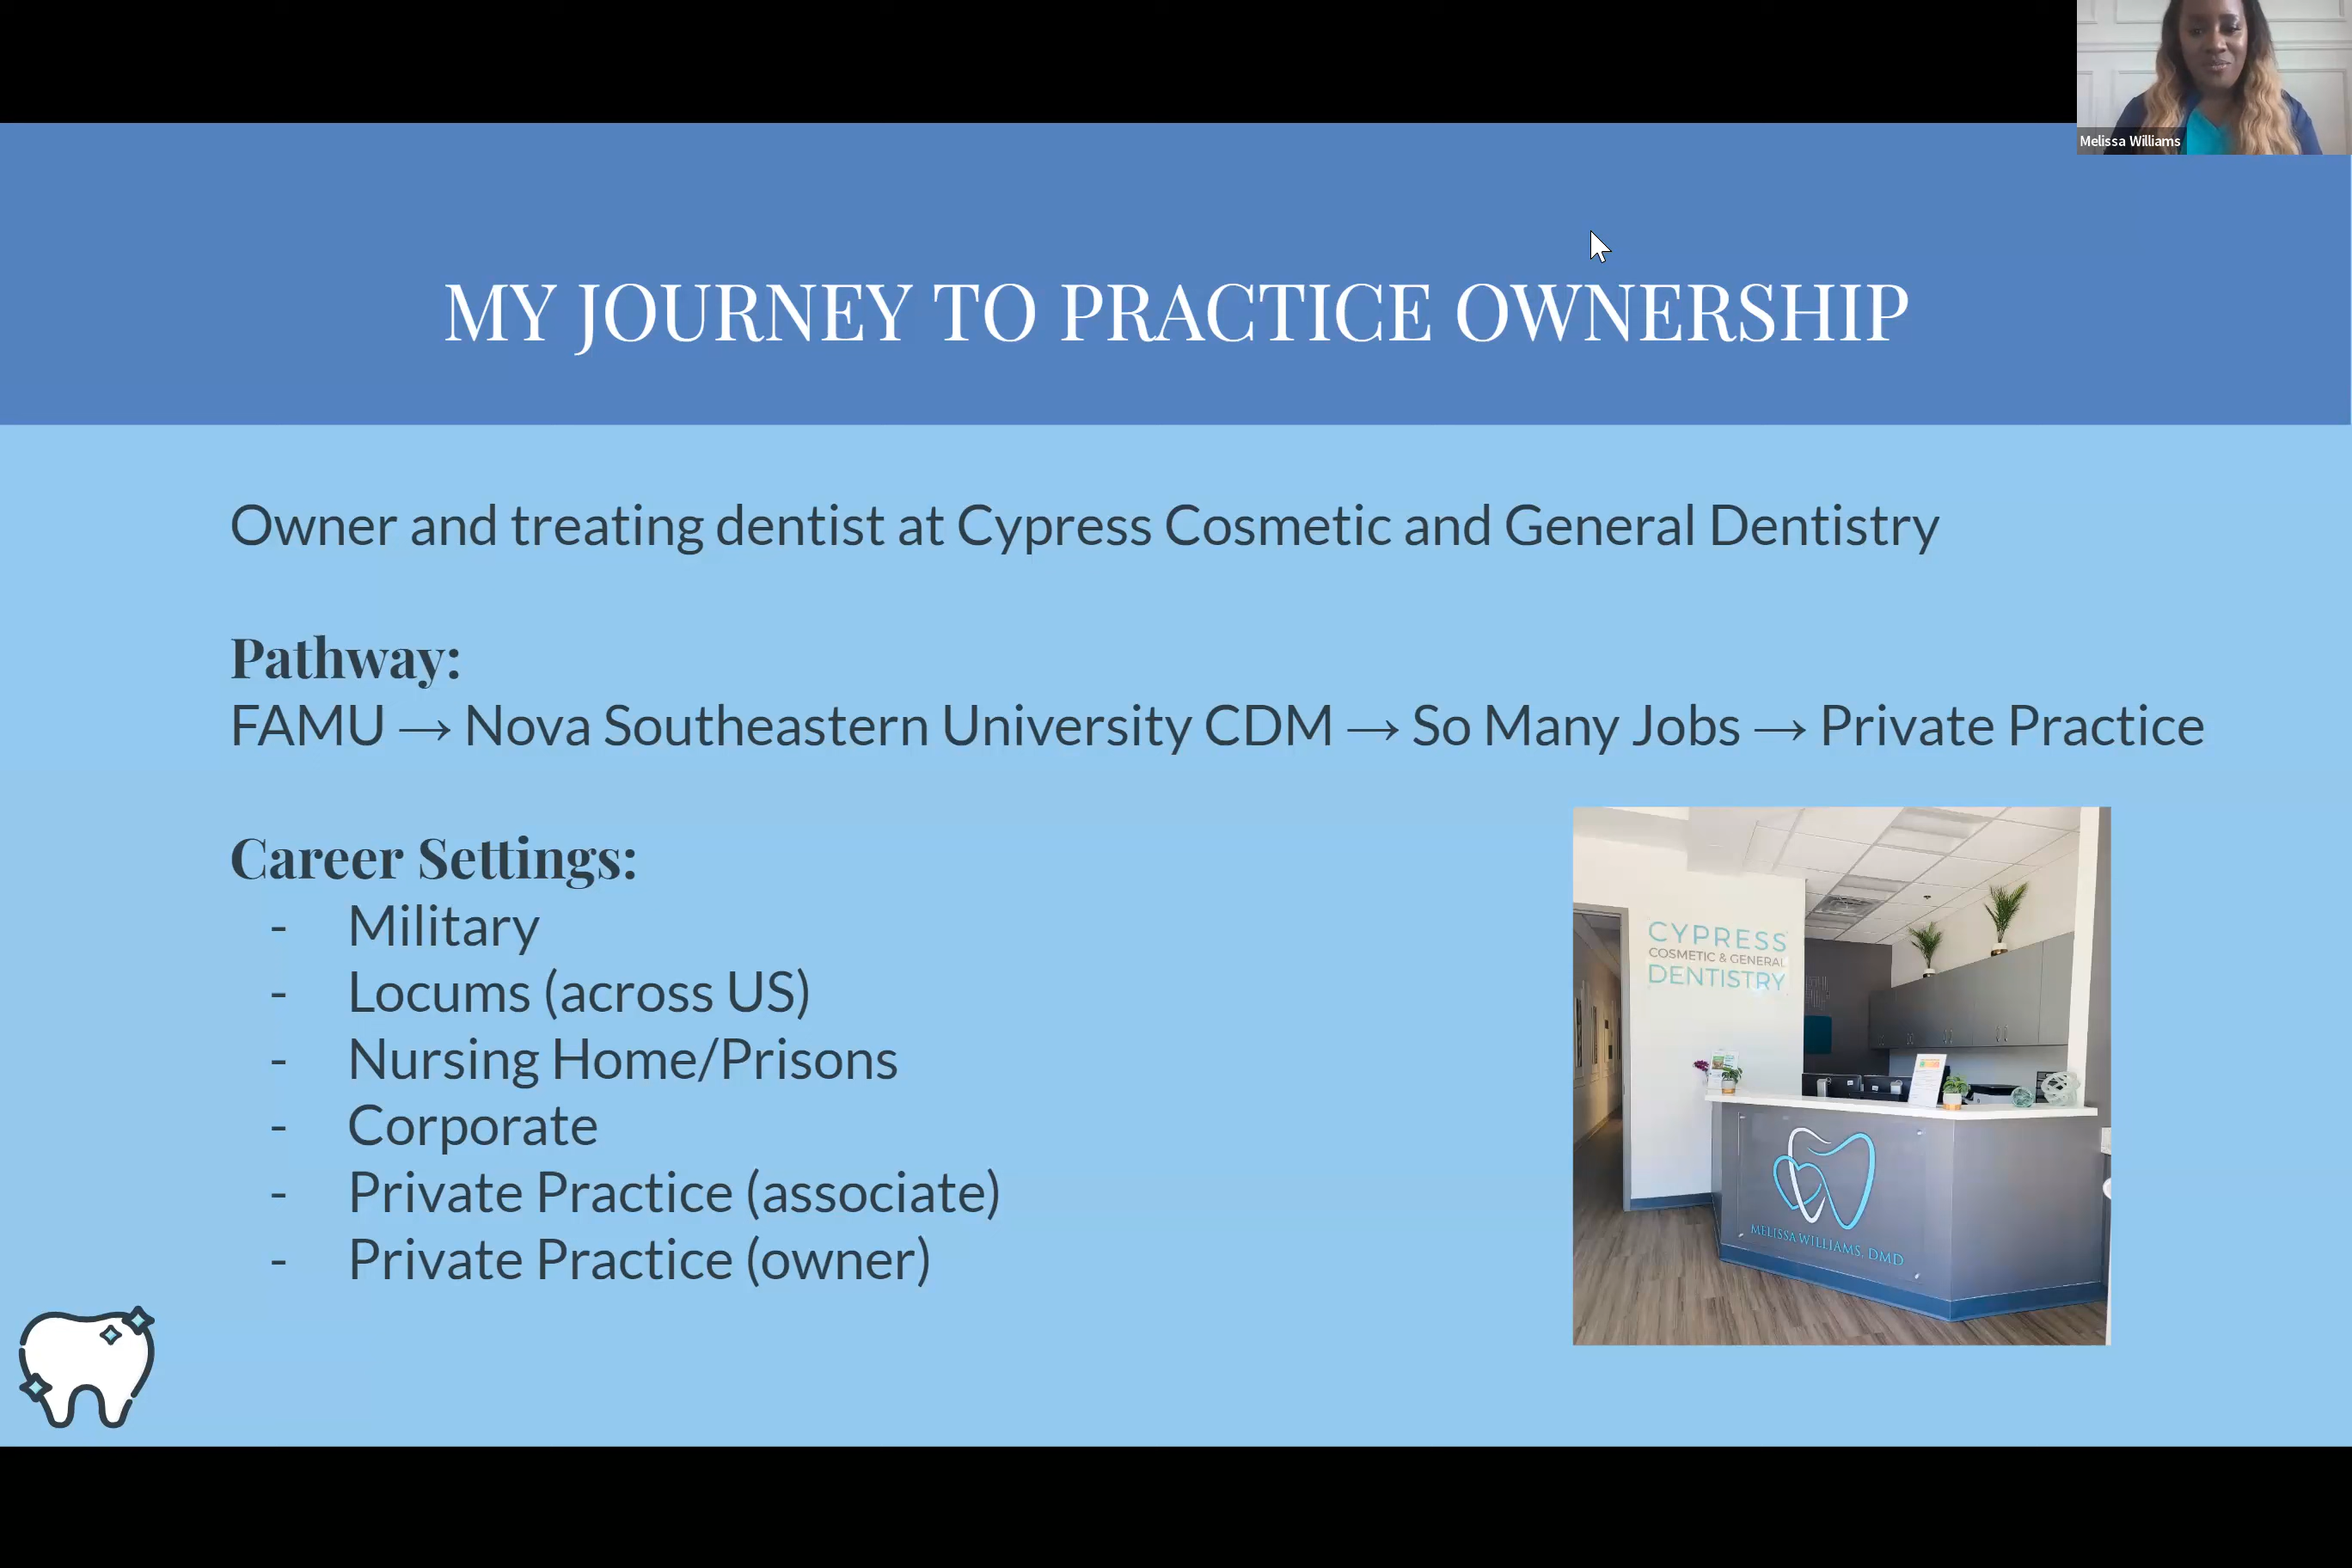 Melissa Williams
MY JOURNEY TO PRACTICE OWNERSHIP
Owner and treating dentist at Cypress Cosmetic and General Dentistry
Pathway:
FAMU → Nova Southeastern University CDM → So Many Jobs → Private Practice
Career Settings:
- Military
- Locums (across US)
- Nursing Home/Prisons
- Corporate
- Private Practice (associate)
- Private Practice (owner)
CYPRESS
COSMETIC & GENERAL
DENTISTRY
MELISSA WILLIAMS, DMD